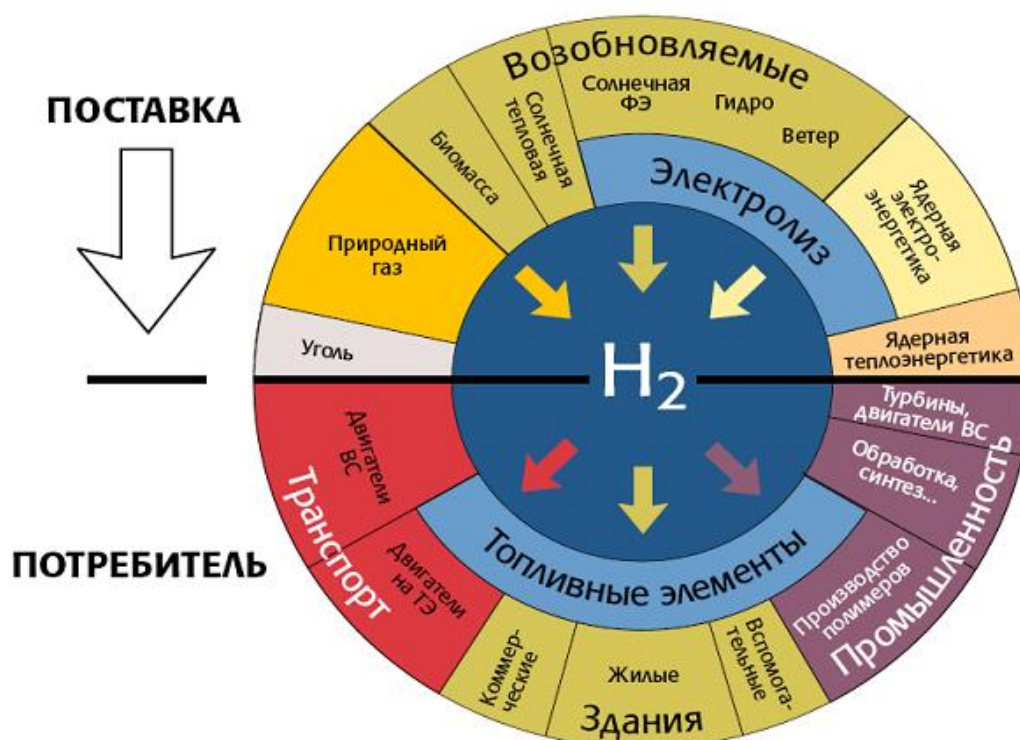 ПОСТАВКА
Возобновляемые
Солнечная
ФЭ
Гидро
Ветер
Солнечная
тепловая
Биомасса
Электролиз
Ядерная
электро-
энергетика
Природный
газ
Уголь
Ядерная
теплоэнергетика
H2
ПОТРЕБИТЕЛЬ
Транспорт
Двигатели
ВС
Двигатели
на ТЭ
Топливные элементы
Турбины,
двигатели ВС
Обработка,
синтез...
Производство
полимеров
Промышленность
Коммер-
ческие
Жилые
Вспомога-
тельные
Здания